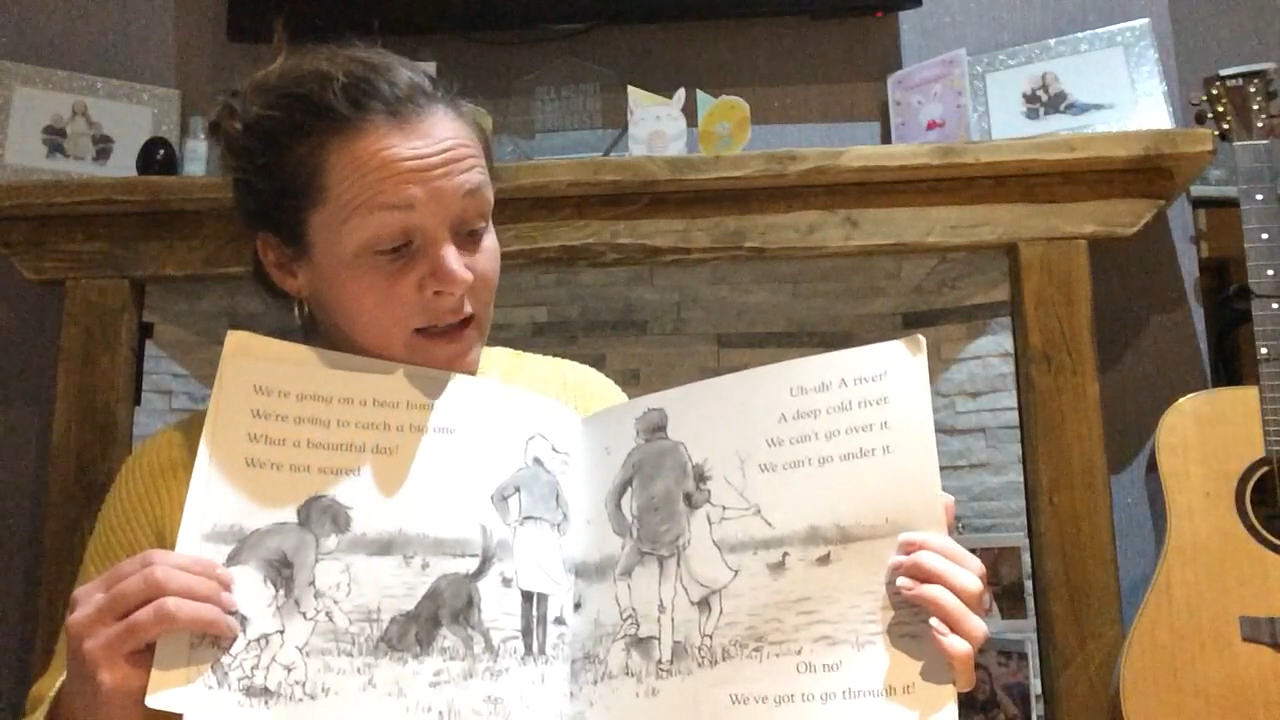 We're going on a bear hunt
We're going to catch a big one
What a beautiful day!
We're not scared
Uh-uh! A river!
A deep cold river.
We can't go over it.
We can't go under it.
Oh no!
We've got to go through it!